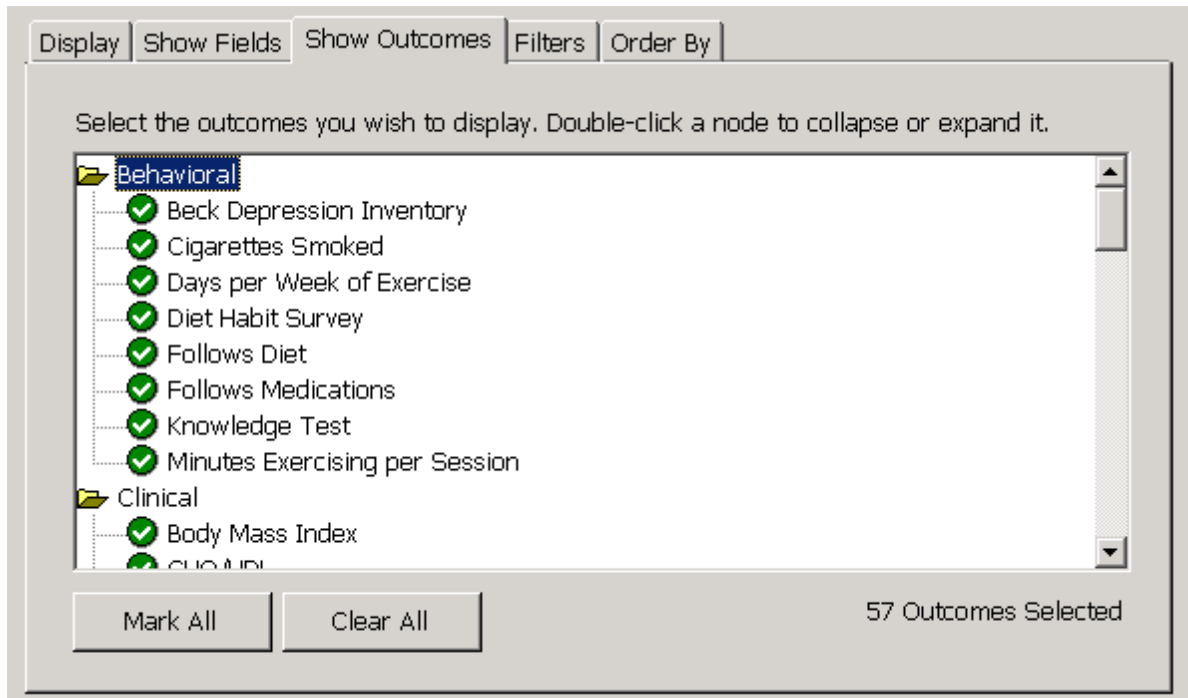 Display Show Fields Show Outcomes Filters Order By
Select the outcomes you wish to display. Double-click a node to collapse or expand it.
Behavioral
Beck Depression Inventory
Cigarettes Smoked
Days per Week of Exercise
Diet Habit Survey
Follows Diet
Follows Medications
Knowledge Test
Minutes Exercising per Session
Clinical
Body Mass Index
Mark All Clear All 57 Outcomes Selected